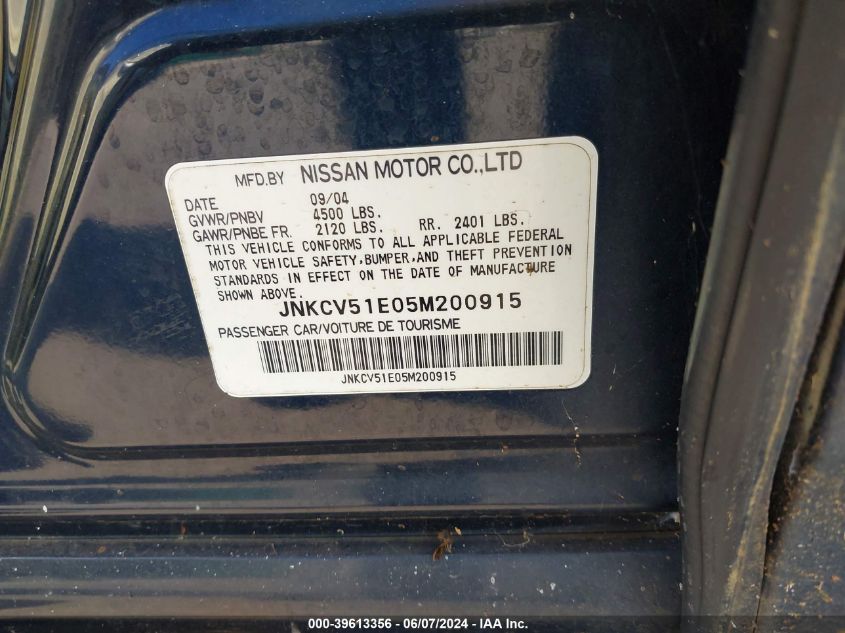 MFD.BY NISSAN MOTOR CO.,LTD
DATE 09/04
GVWR/PNBV 4500 LBS.
GAWR/PNBE FR. 2120 LBS. RR. 2401 LBS.
THIS VEHICLE CONFORMS TO ALL APPLICABLE FEDERAL
MOTOR VEHICLE SAFETY,BUMPER,AND THEFT PREVENTION
STANDARDS IN EFFECT ON THE DATE OF MANUFACTURE
SHOWN ABOVE.
JNKCV51E05M200915
PASSENGER CAR/VOITURE DE TOURISME
JNKCV51E05M200915
000-39613356 - 06/07/2024 - IAA Inc.